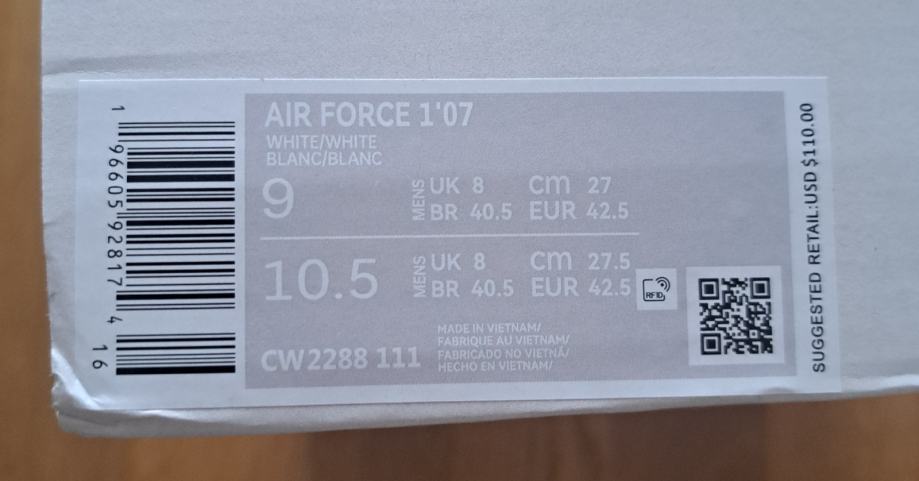 AIR FORCE 1'07
WHITE/WHITE
BLANC/BLANC
9 MENS UK 8 cm 27
BR 40.5 EUR 42.5
10.5 MENS UK 8 cm 27.5
BR 40.5 EUR 42.5
RFID
MADE IN VIETNAM/
FABRIQUE AU VIETNAM/
FABRICADO NO VIETNÃ/
HECHO EN VIETNAM/
CW2288 111
1 96605 92817 4 16
SUGGESTED RETAIL:USD $110.00